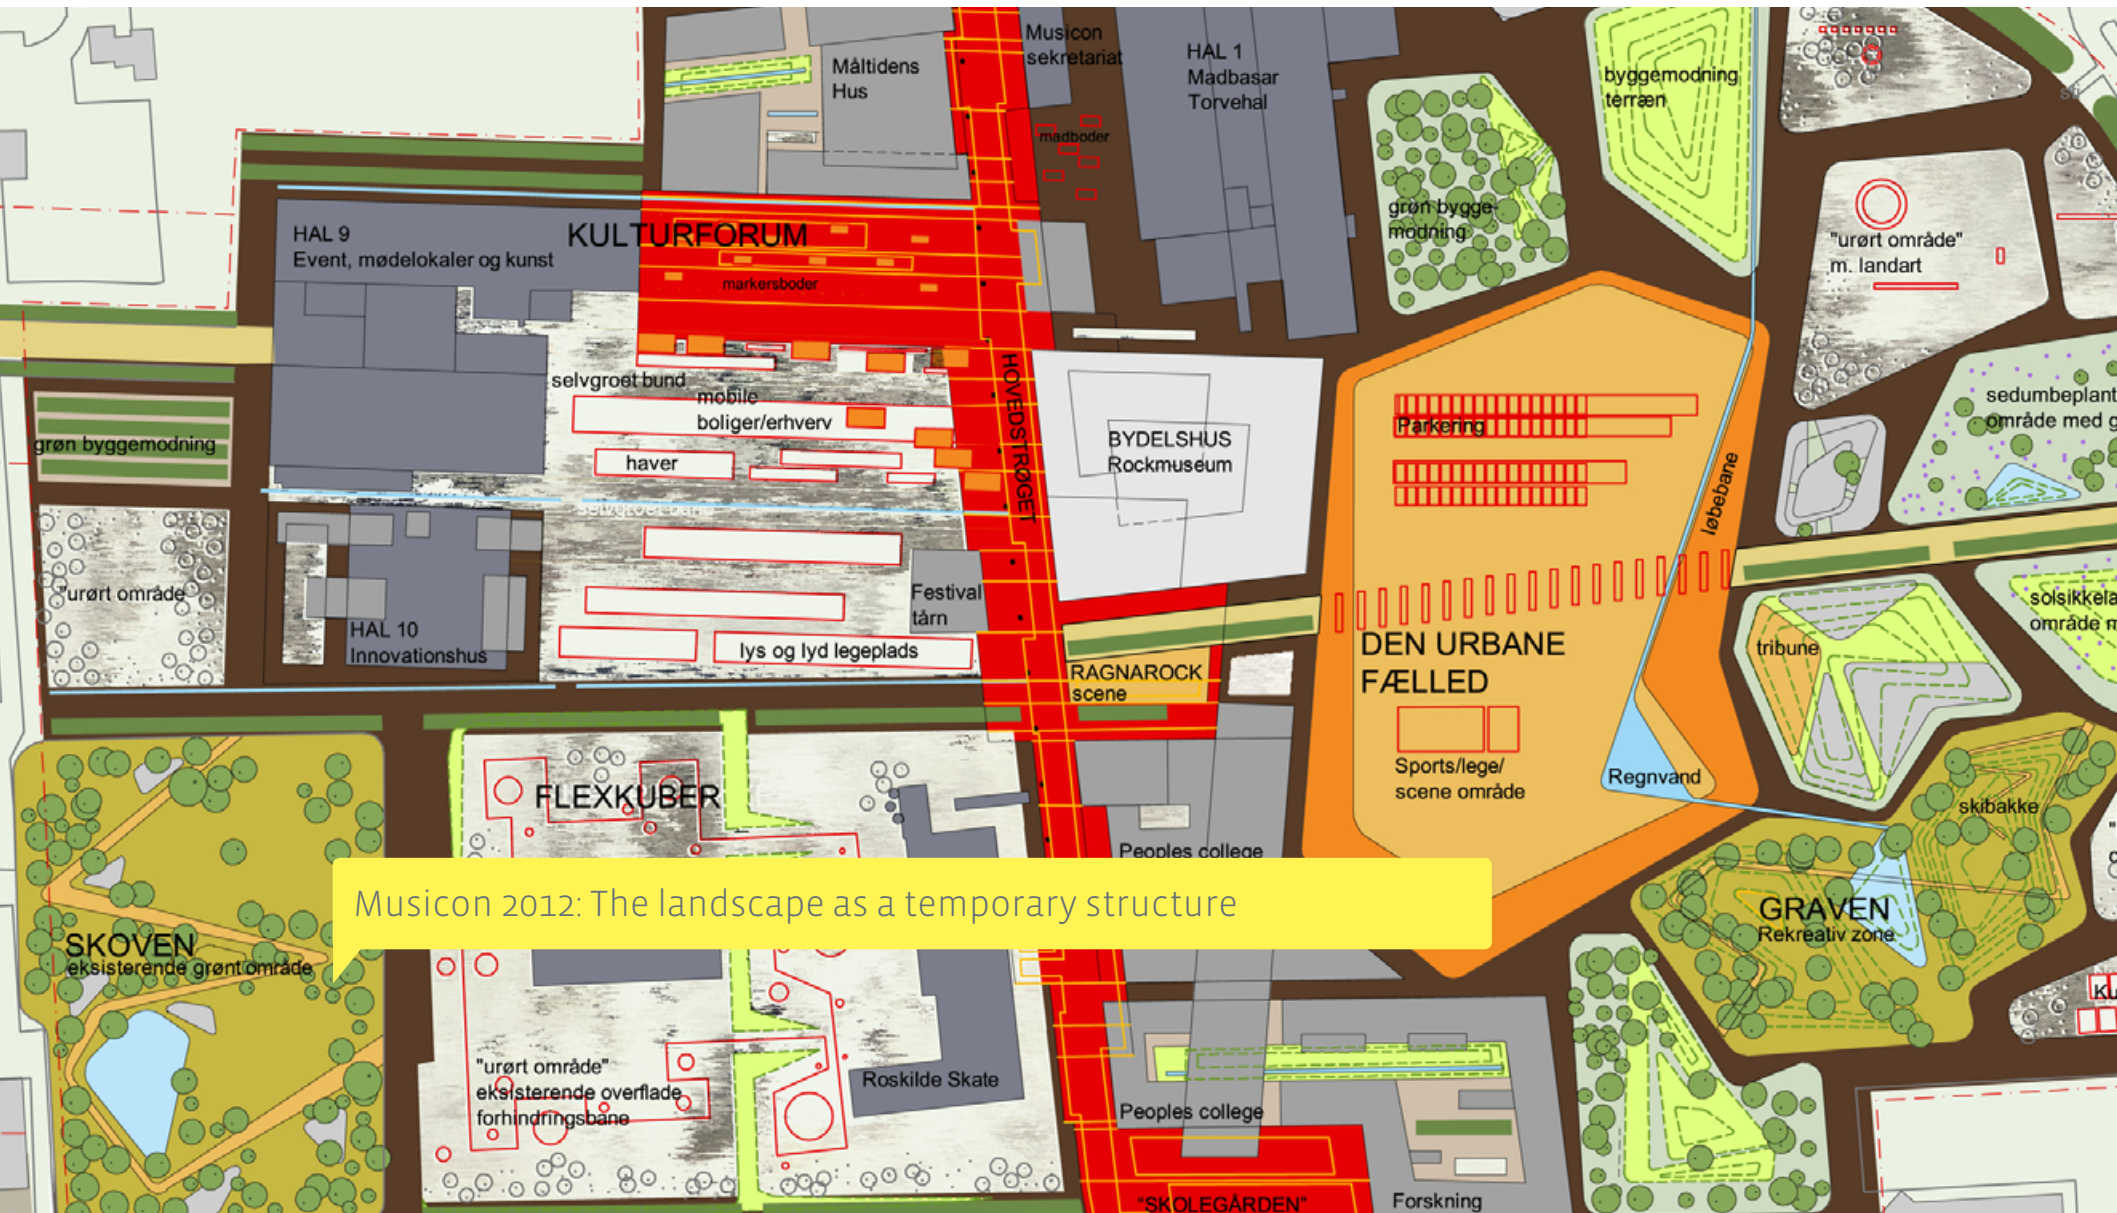 Musicon
sekretariat
HAL 1
Madbasar
Torvehal
Måltidens
Hus
madboder
byggemodning
terræn
sti
grøn bygge-
modning
"urørt område"
m. landart
HAL 9
Event, mødelokaler og kunst
KULTURFORUM
markersboder
selvgroet bund
mobile
boliger/erhverv
haver
HOVEDSTRØGET
BYDELSHUS
Rockmuseum
Parkering
løbebane
sedumbeplant
område med g
grøn byggemodning
selvgroet bund
"urørt område"
HAL 10
Innovationshus
Festival
tårn
lys og lyd legeplads
RAGNAROCK
scene
DEN URBANE
FÆLLED
tribune
solsikkela
område m
Sports/lege/
scene område
Regnvand
skibakke
FLEXKUBER
Peoples college
Musicon 2012: The landscape as a temporary structure
GRAVEN
Rekreativ zone
SKOVEN
eksisterende grønt område
Ku
"urørt område"
eksisterende overflade
forhindringsbane
Roskilde Skate
Peoples college
"SKOLEGÅRDEN"
Forskning